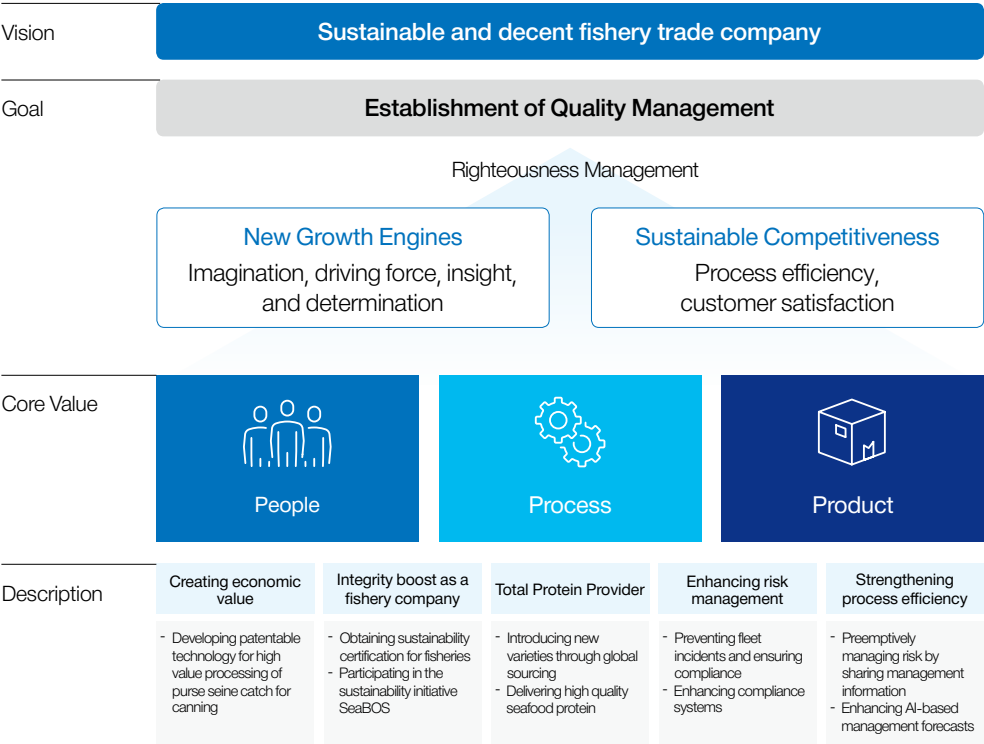 Vision
Sustainable and decent fishery trade company
Goal
Establishment of Quality Management
Righteousness Management
New Growth Engines
Imagination, driving force, insight,
and determination
Sustainable Competitiveness
Process efficiency,
customer satisfaction
Core Value
People
Process
Product
Description
Creating economic
value
- Developing patentable
technology for high
value processing of
purse seine catch for
canning
Integrity boost as a
fishery company
- Obtaining sustainability
certification for fisheries
- Participating in the
sustainability initiative
SeaBOS
Total Protein Provider
- Introducing new
varieties through global
sourcing
- Delivering high quality
seafood protein
Enhancing risk
management
- Preventing fleet
incidents and ensuring
compliance
- Enhancing compliance
systems
Strengthening
process efficiency
- Preemptively
managing risk by
sharing management
information
- Enhancing AI-based
management forecasts